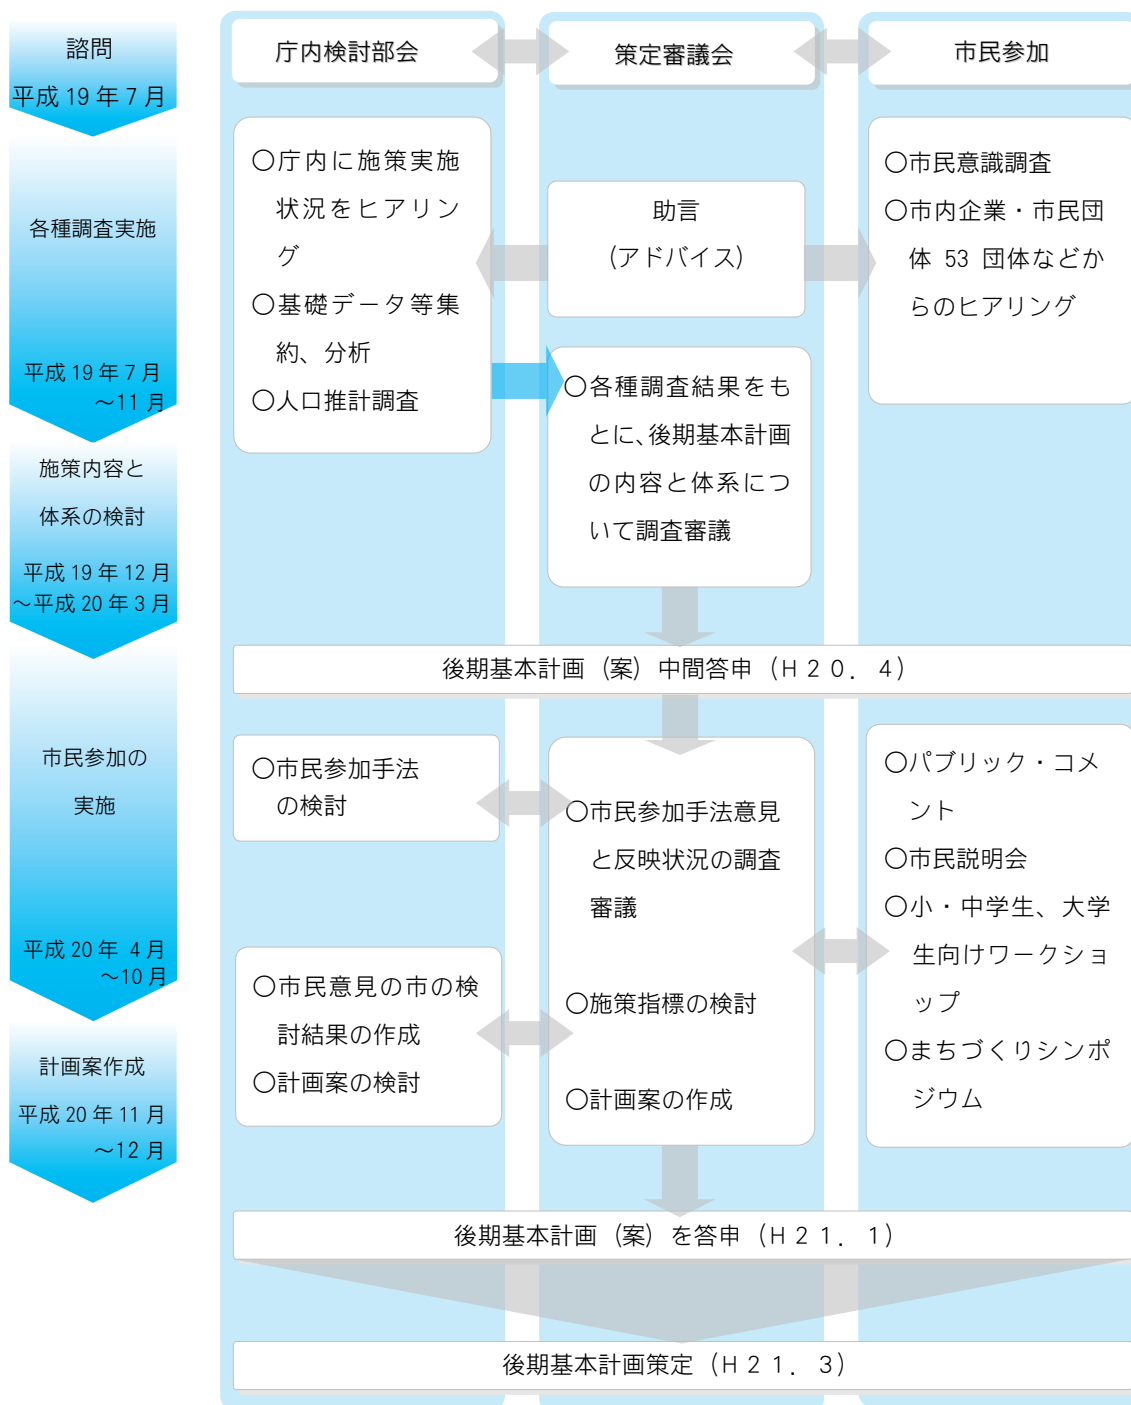 諮問
平成 19 年 7 月
各種調査実施
平成 19 年 7 月
～11 月
施策内容と
体系の検討
平成 19 年 12 月
～平成 20 年 3 月
市民参加の
実施
平成 20 年 4 月
～10 月
計画案作成
平成 20 年 11 月
～12 月
庁内検討部会
策定審議会
市民参加
○庁内に施策実施
状況をヒアリン
グ
○基礎データ等集
約、分析
○人口推計調査
助言
(アドバイス)
○各種調査結果をも
とに、後期基本計画
の内容と体系につ
いて調査審議
○市民意識調査
○市内企業・市民団
体 53 団体などか
らのヒアリング
後期基本計画（案）中間答申（Ｈ２０．４）
○市民参加手法
の検討
○市民意見の市の検
討結果の作成
○計画案の検討
○市民参加手法意見
と反映状況の調査
審議
○施策指標の検討
○計画案の作成
○パブリック・コメ
ント
○市民説明会
○小・中学生、大学
生向けワークショ
ップ
○まちづくりシンポ
ジウム
後期基本計画（案）を答申（Ｈ２１．１）
後期基本計画策定（Ｈ２１．３）